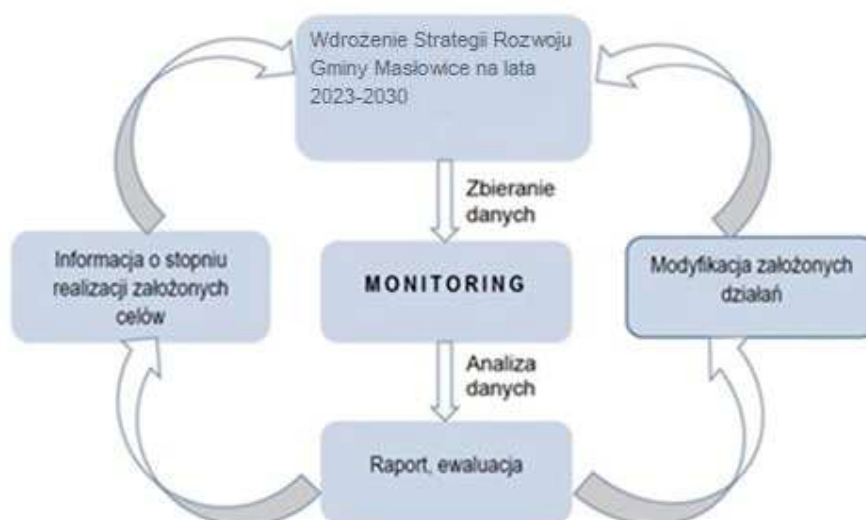 Wdrożenie Strategii Rozwoju
Gminy Masłowice na lata
2023-2030
Zbieranie
danych
Informacja o stopniu
realizacji założonych
celów
MONITORING
Modyfikacja założonych
działań
Analiza
danych
Raport, ewaluacja